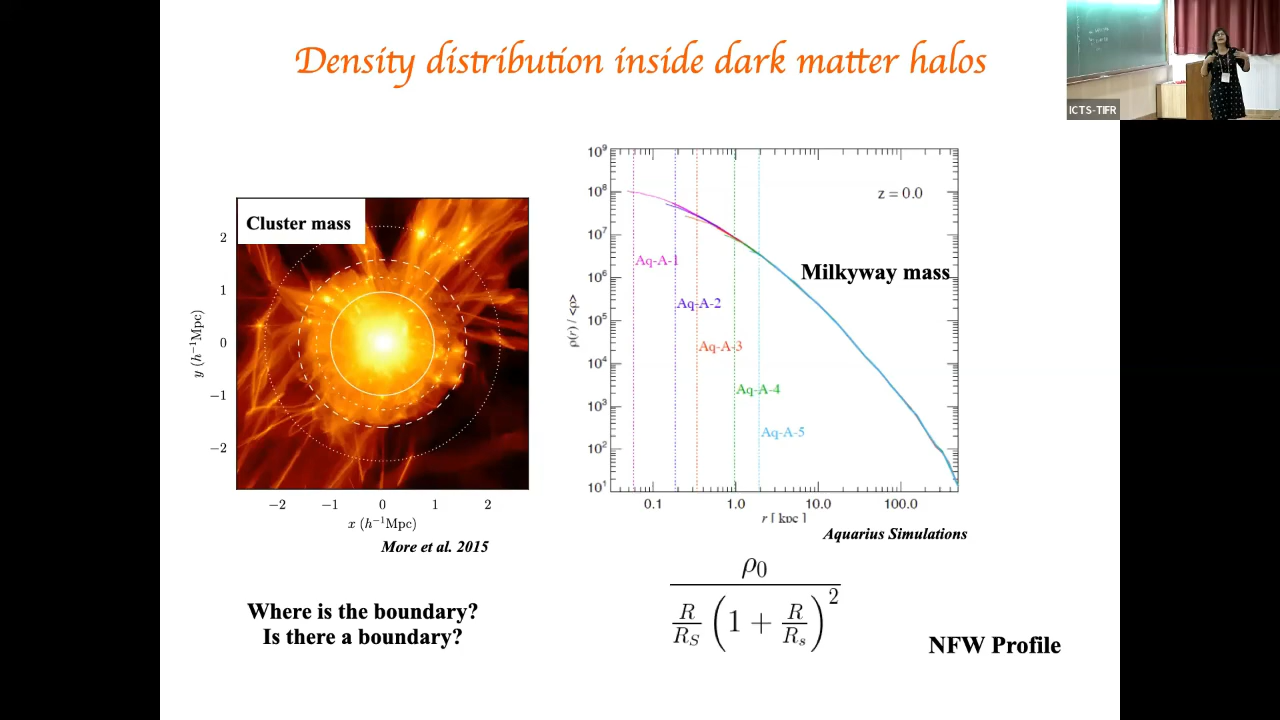 Density distribution inside dark matter halos
ICTS-TIFR
Cluster mass
2
1
0
−1
−2
y (h⁻¹Mpc)
−2 −1 0 1 2
x (h⁻¹Mpc)
More et al. 2015
Where is the boundary?
Is there a boundary?
10⁹
10⁸
10⁷
10⁶
10⁵
10⁴
10³
10²
10¹
ρ(r) / <ρ>
z = 0.0
Milkyway mass
Aq-A-1
Aq-A-2
Aq-A-3
Aq-A-4
Aq-A-5
0.1 1.0 10.0 100.0
r [ kpc ]
Aquarius Simulations
ρ₀
R/R_S (1 + R/R_s)²
NFW Profile